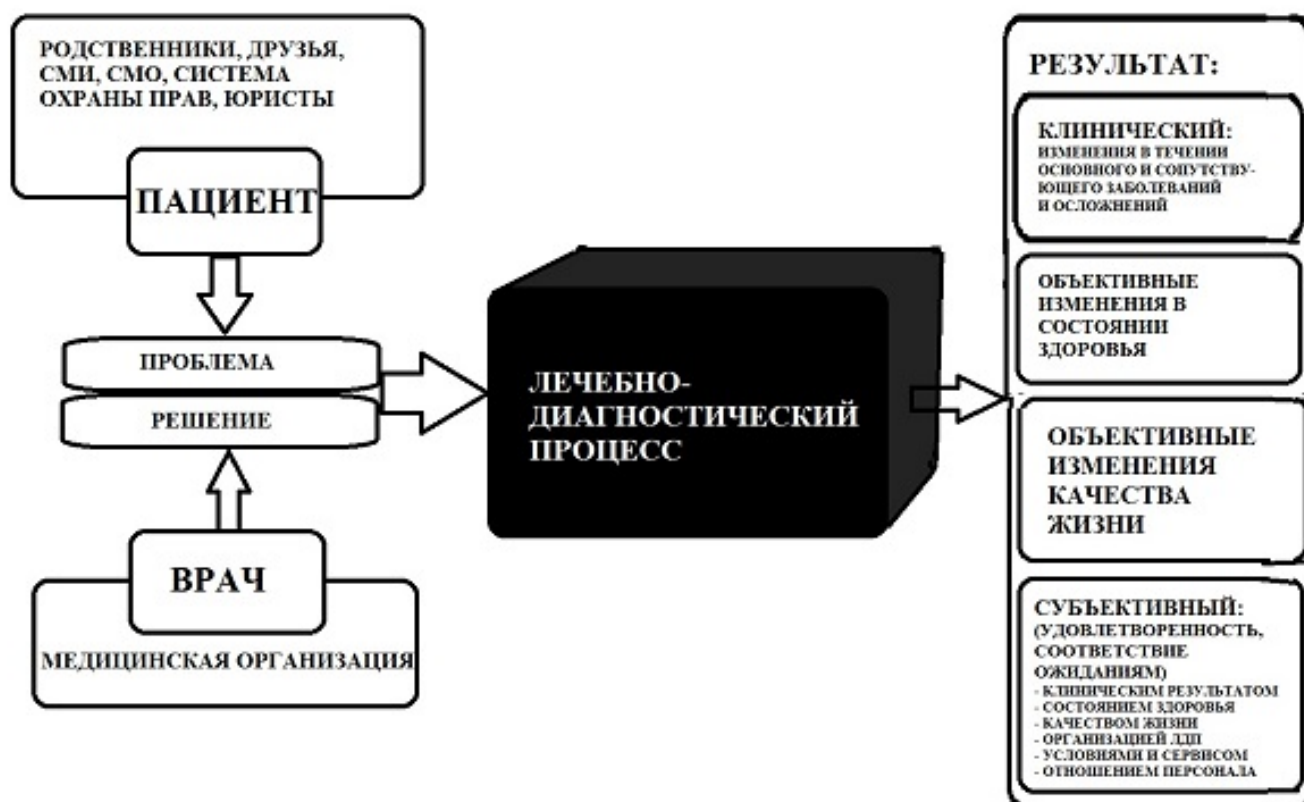 РОДСТВЕННИКИ, ДРУЗЬЯ,
СМИ, СМО, СИСТЕМА
ОХРАНЫ ПРАВ, ЮРИСТЫ
ПАЦИЕНТ
ПРОБЛЕМА
РЕШЕНИЕ
ВРАЧ
МЕДИЦИНСКАЯ ОРГАНИЗАЦИЯ
ЛЕЧЕБНО-
ДИАГНОСТИЧЕСКИЙ
ПРОЦЕСС
РЕЗУЛЬТАТ:
КЛИНИЧЕСКИЙ:
ИЗМЕНЕНИЯ В ТЕЧЕНИИ
ОСНОВНОГО И СОПУТСТВУ-
ЮЩЕГО ЗАБОЛЕВАНИЙ
И ОСЛОЖНЕНИЙ
ОБЪЕКТИВНЫЕ
ИЗМЕНЕНИЯ В
СОСТОЯНИИ
ЗДОРОВЬЯ
ОБЪЕКТИВНЫЕ
ИЗМЕНЕНИЯ
КАЧЕСТВА
ЖИЗНИ
СУБЪЕКТИВНЫЙ:
(УДОВЛЕТВОРЕННОСТЬ,
СООТВЕТСТВИЕ
ОЖИДАНИЯМ)
- КЛИНИЧЕСКИМ РЕЗУЛЬТАТОМ
- СОСТОЯНИЕМ ЗДОРОВЬЯ
- КАЧЕСТВОМ ЖИЗНИ
- ОРГАНИЗАЦИЕЙ ЛДП
- УСЛОВИЯМИ И СЕРВИСОМ
- ОТНОШЕНИЕМ ПЕРСОНАЛА